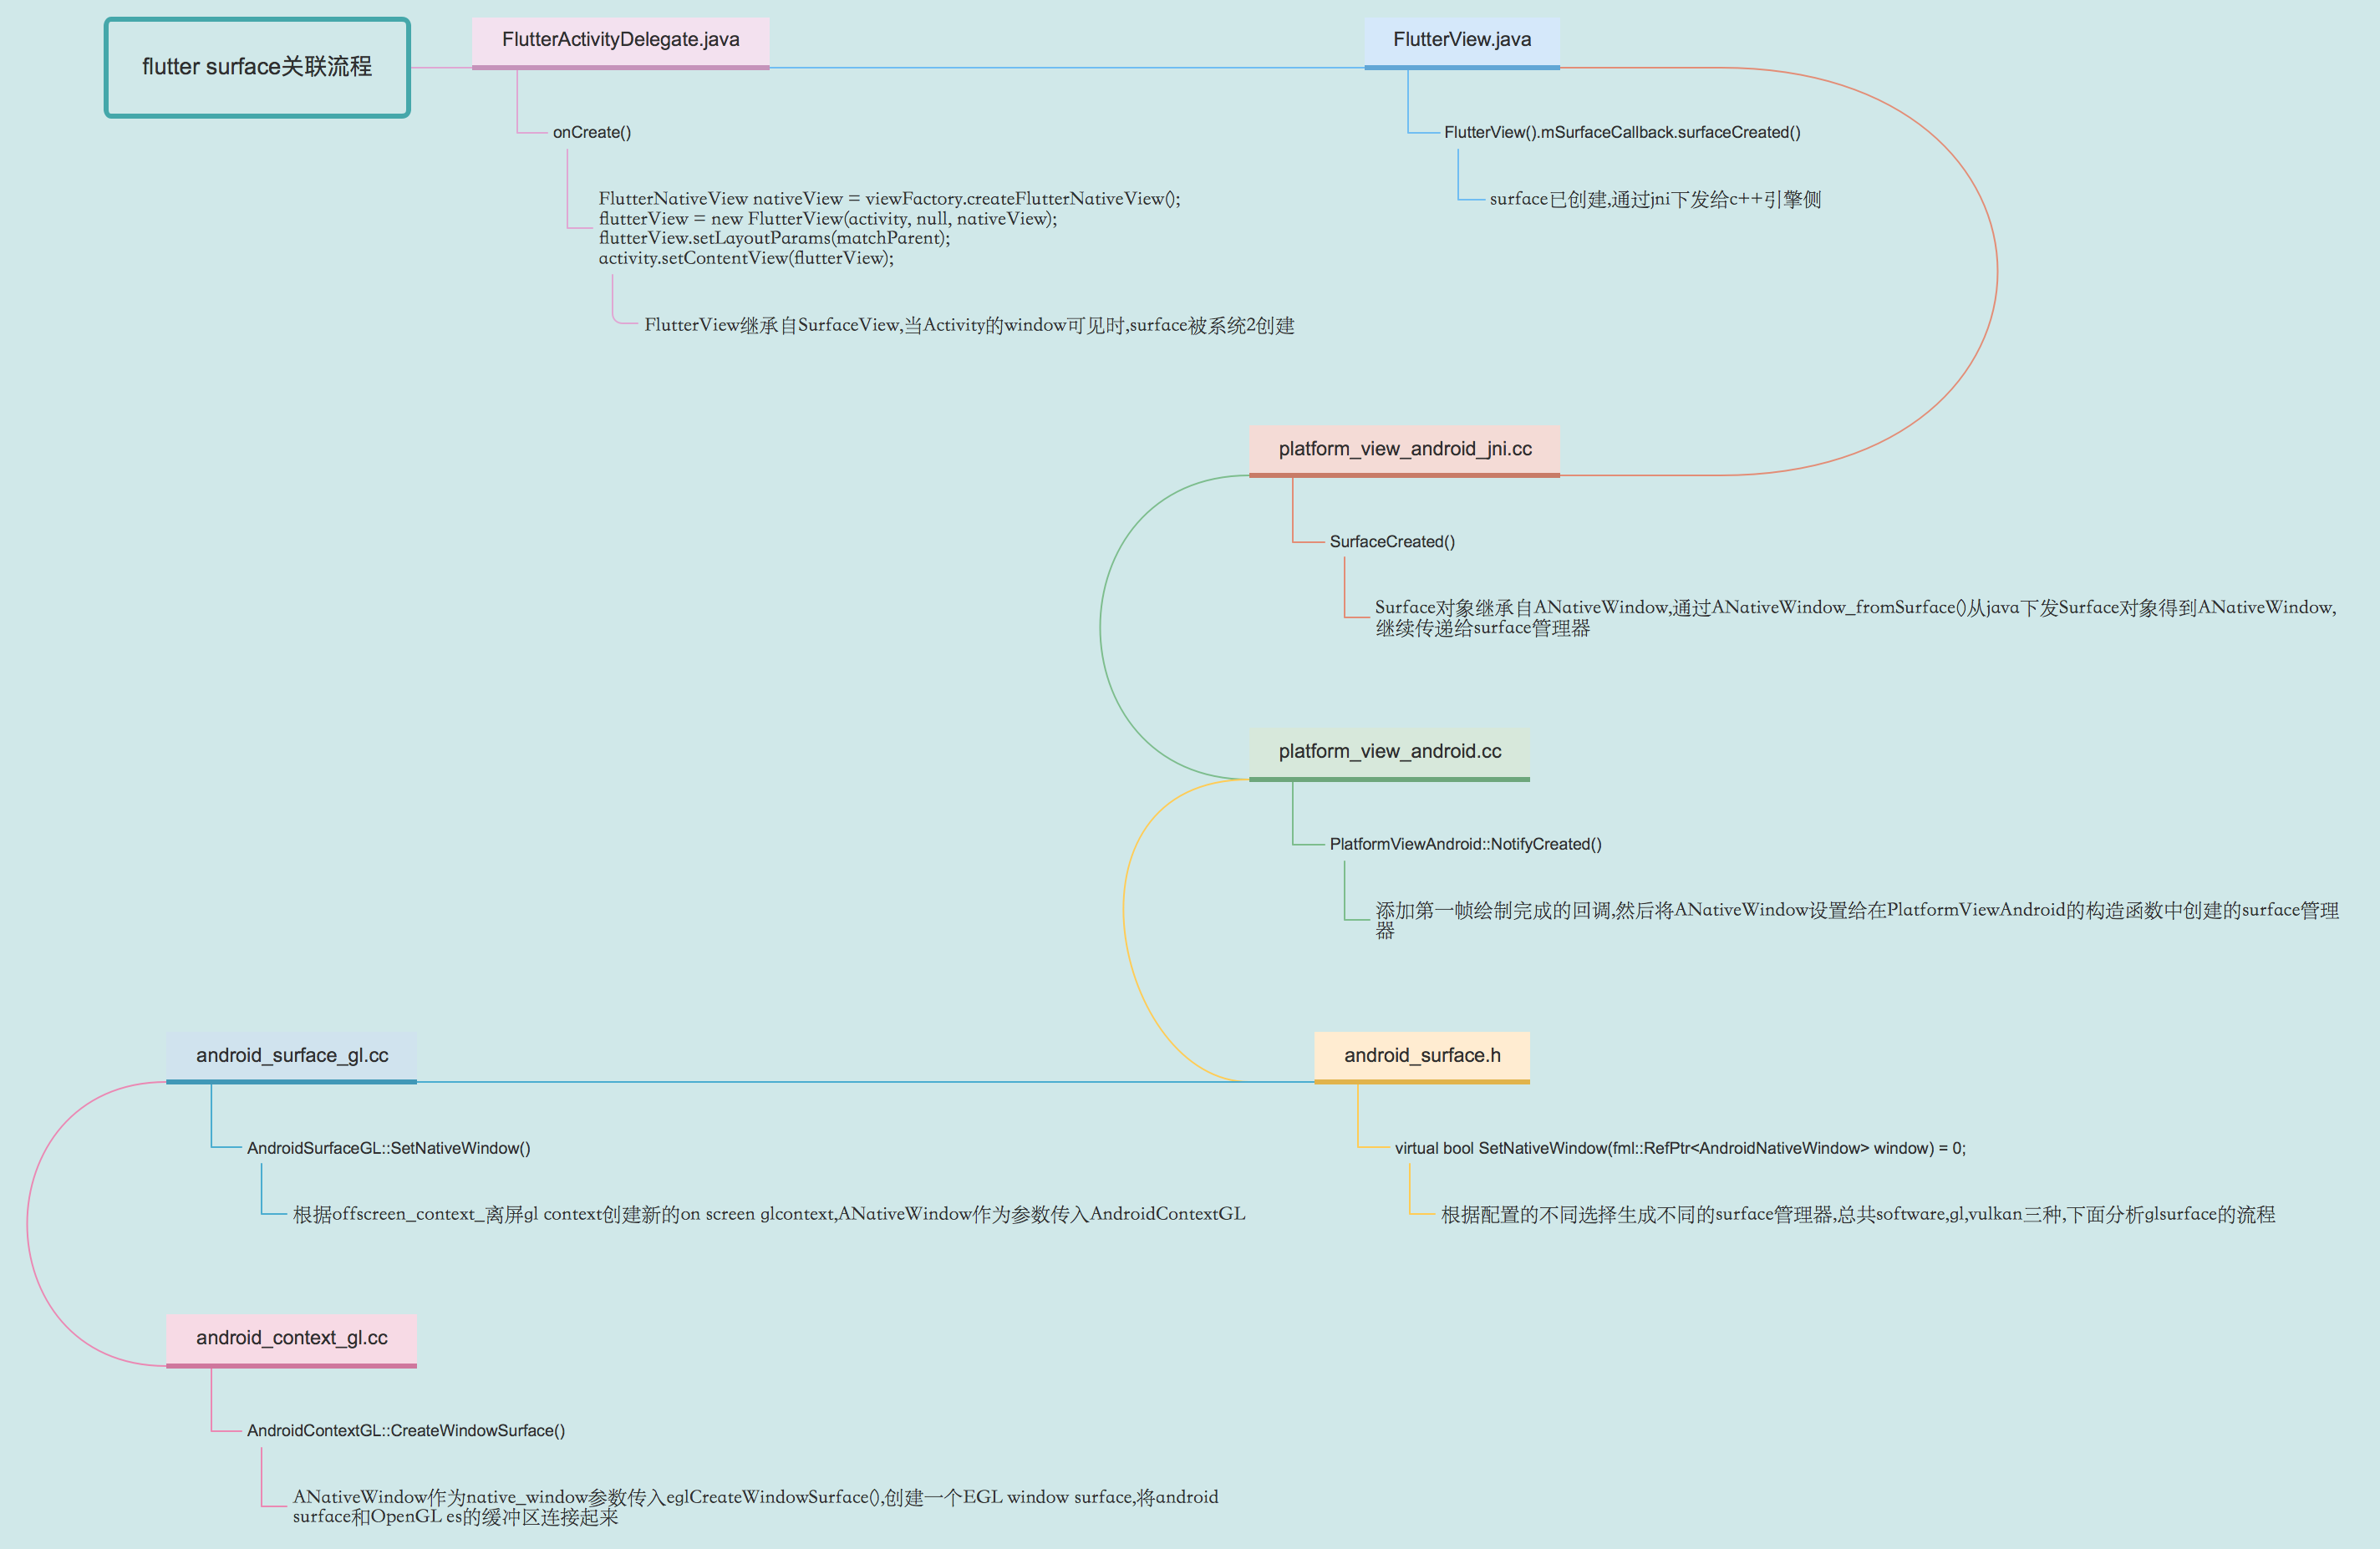 flutter surface关联流程
FlutterActivityDelegate.java
onCreate()
FlutterNativeView nativeView = viewFactory.createFlutterNativeView();
flutterView = new FlutterView(activity, null, nativeView);
flutterView.setLayoutParams(matchParent);
activity.setContentView(flutterView);
FlutterView继承自SurfaceView,当Activity的window可见时,surface被系统2创建
FlutterView.java
FlutterView().mSurfaceCallback.surfaceCreated()
surface已创建,通过jni下发给c++引擎侧
platform_view_android_jni.cc
SurfaceCreated()
Surface对象继承自ANativeWindow,通过ANativeWindow_fromSurface()从java下发Surface对象得到ANativeWindow,
继续传递给surface管理器
platform_view_android.cc
PlatformViewAndroid::NotifyCreated()
添加第一帧绘制完成的回调,然后将ANativeWindow设置给在PlatformViewAndroid的构造函数中创建的surface管理
器
android_surface.h
virtual bool SetNativeWindow(fml::RefPtr<AndroidNativeWindow> window) = 0;
根据配置的不同选择生成不同的surface管理器,总共software,gl,vulkan三种,下面分析glsurface的流程
android_surface_gl.cc
AndroidSurfaceGL::SetNativeWindow()
根据offscreen_context_离屏gl context创建新的on screen glcontext,ANativeWindow作为参数传入AndroidContextGL
android_context_gl.cc
AndroidContextGL::CreateWindowSurface()
ANativeWindow作为native_window参数传入eglCreateWindowSurface(),创建一个EGL window surface,将android
surface和OpenGL es的缓冲区连接起来